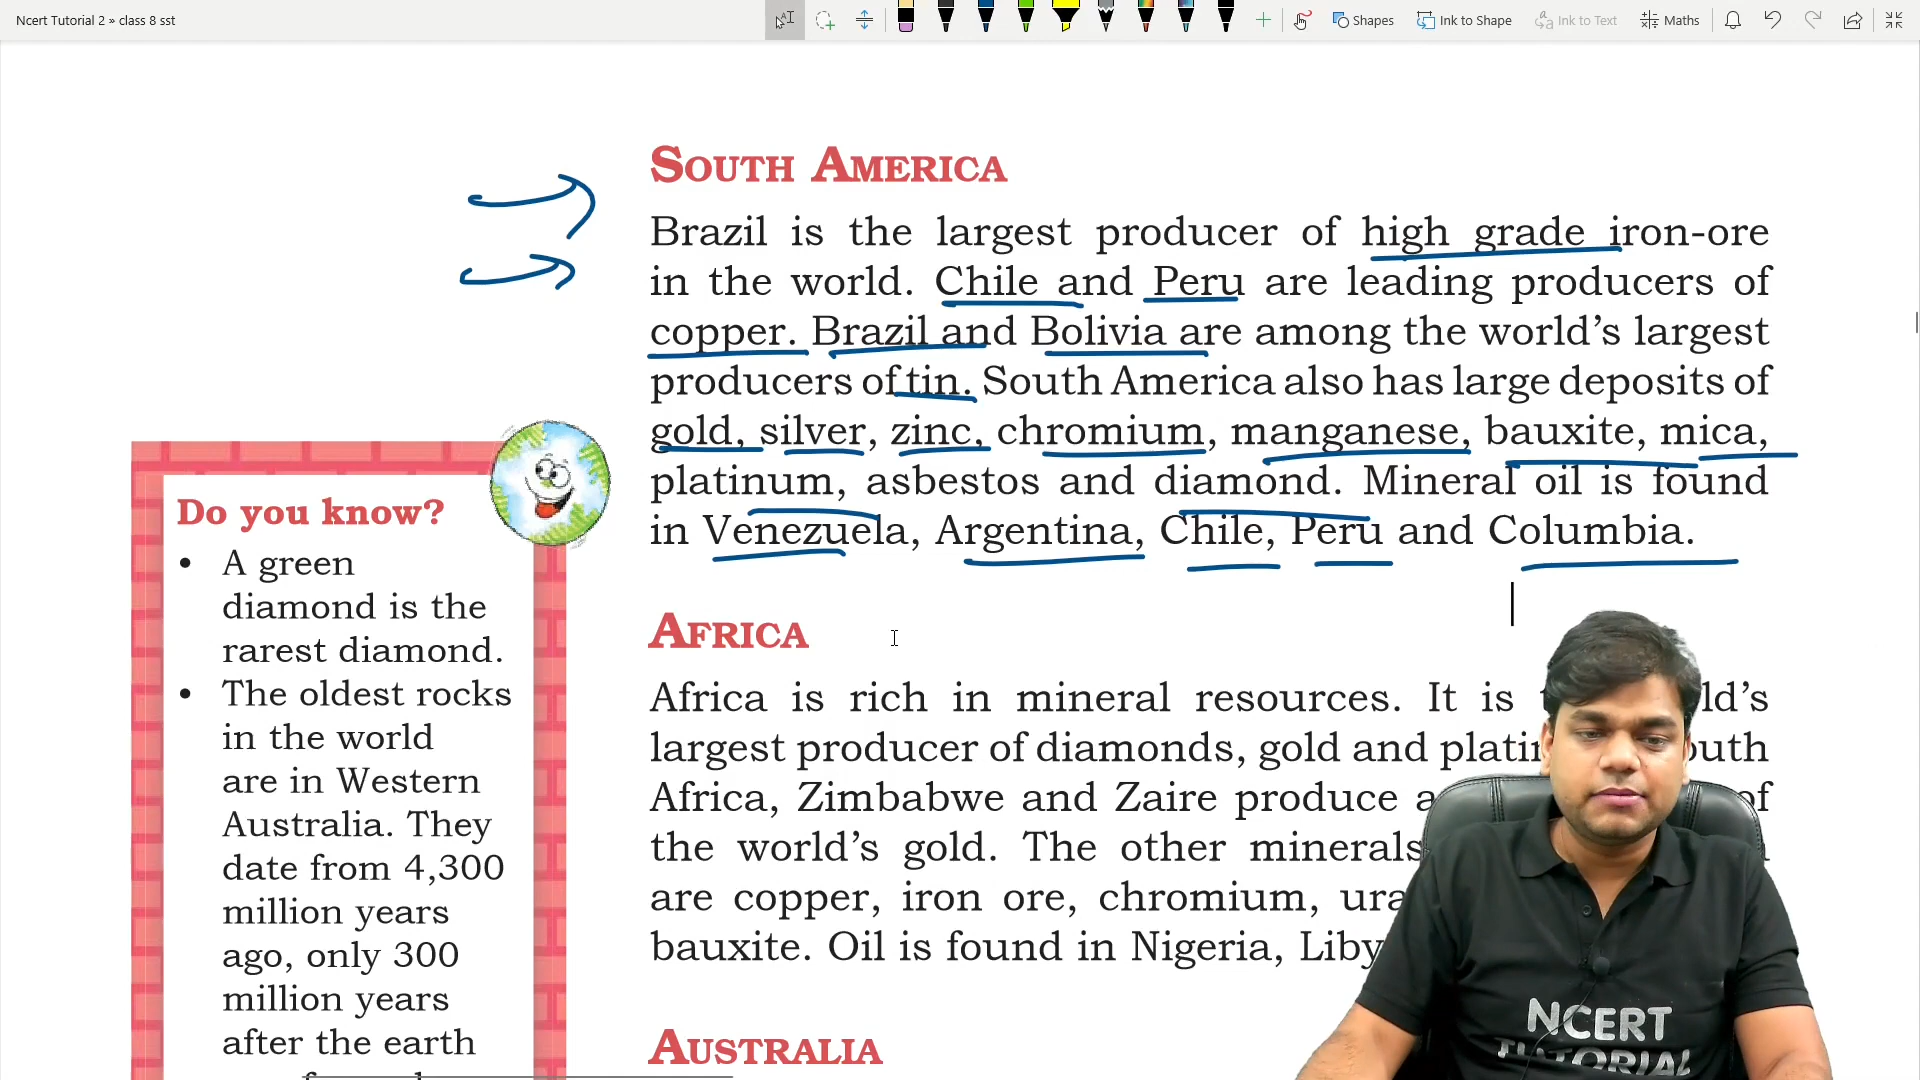 Ncert Tutorial 2 » class 8 sst
Shapes
Ink to Shape
Ink to Text
Maths
SOUTH AMERICA
Brazil is the largest producer of high grade iron-ore
in the world. Chile and Peru are leading producers of
copper. Brazil and Bolivia are among the world's largest
producers of tin. South America also has large deposits of
gold, silver, zinc, chromium, manganese, bauxite, mica,
platinum, asbestos and diamond. Mineral oil is found
in Venezuela, Argentina, Chile, Peru and Columbia.
Do you know?
• A green
diamond is the
rarest diamond.
• The oldest rocks
in the world
are in Western
Australia. They
date from 4,300
million years
ago, only 300
million years
after the earth
AFRICA
Africa is rich in mineral resources. It is
largest producer of diamonds, gold and
Africa, Zimbabwe and Zaire produce of
the world's gold. The other minerals
are copper, iron ore, chromium,
bauxite. Oil is found in Nigeria,
AUSTRALIA
NCERT
TUTORIAL